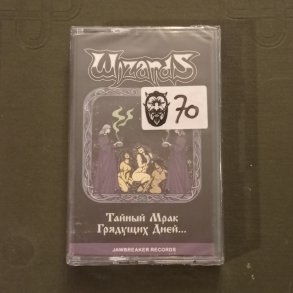 Wizards
70
Тайный Мрак
Грядущих Дней...
JAWBREAKER RECORDS